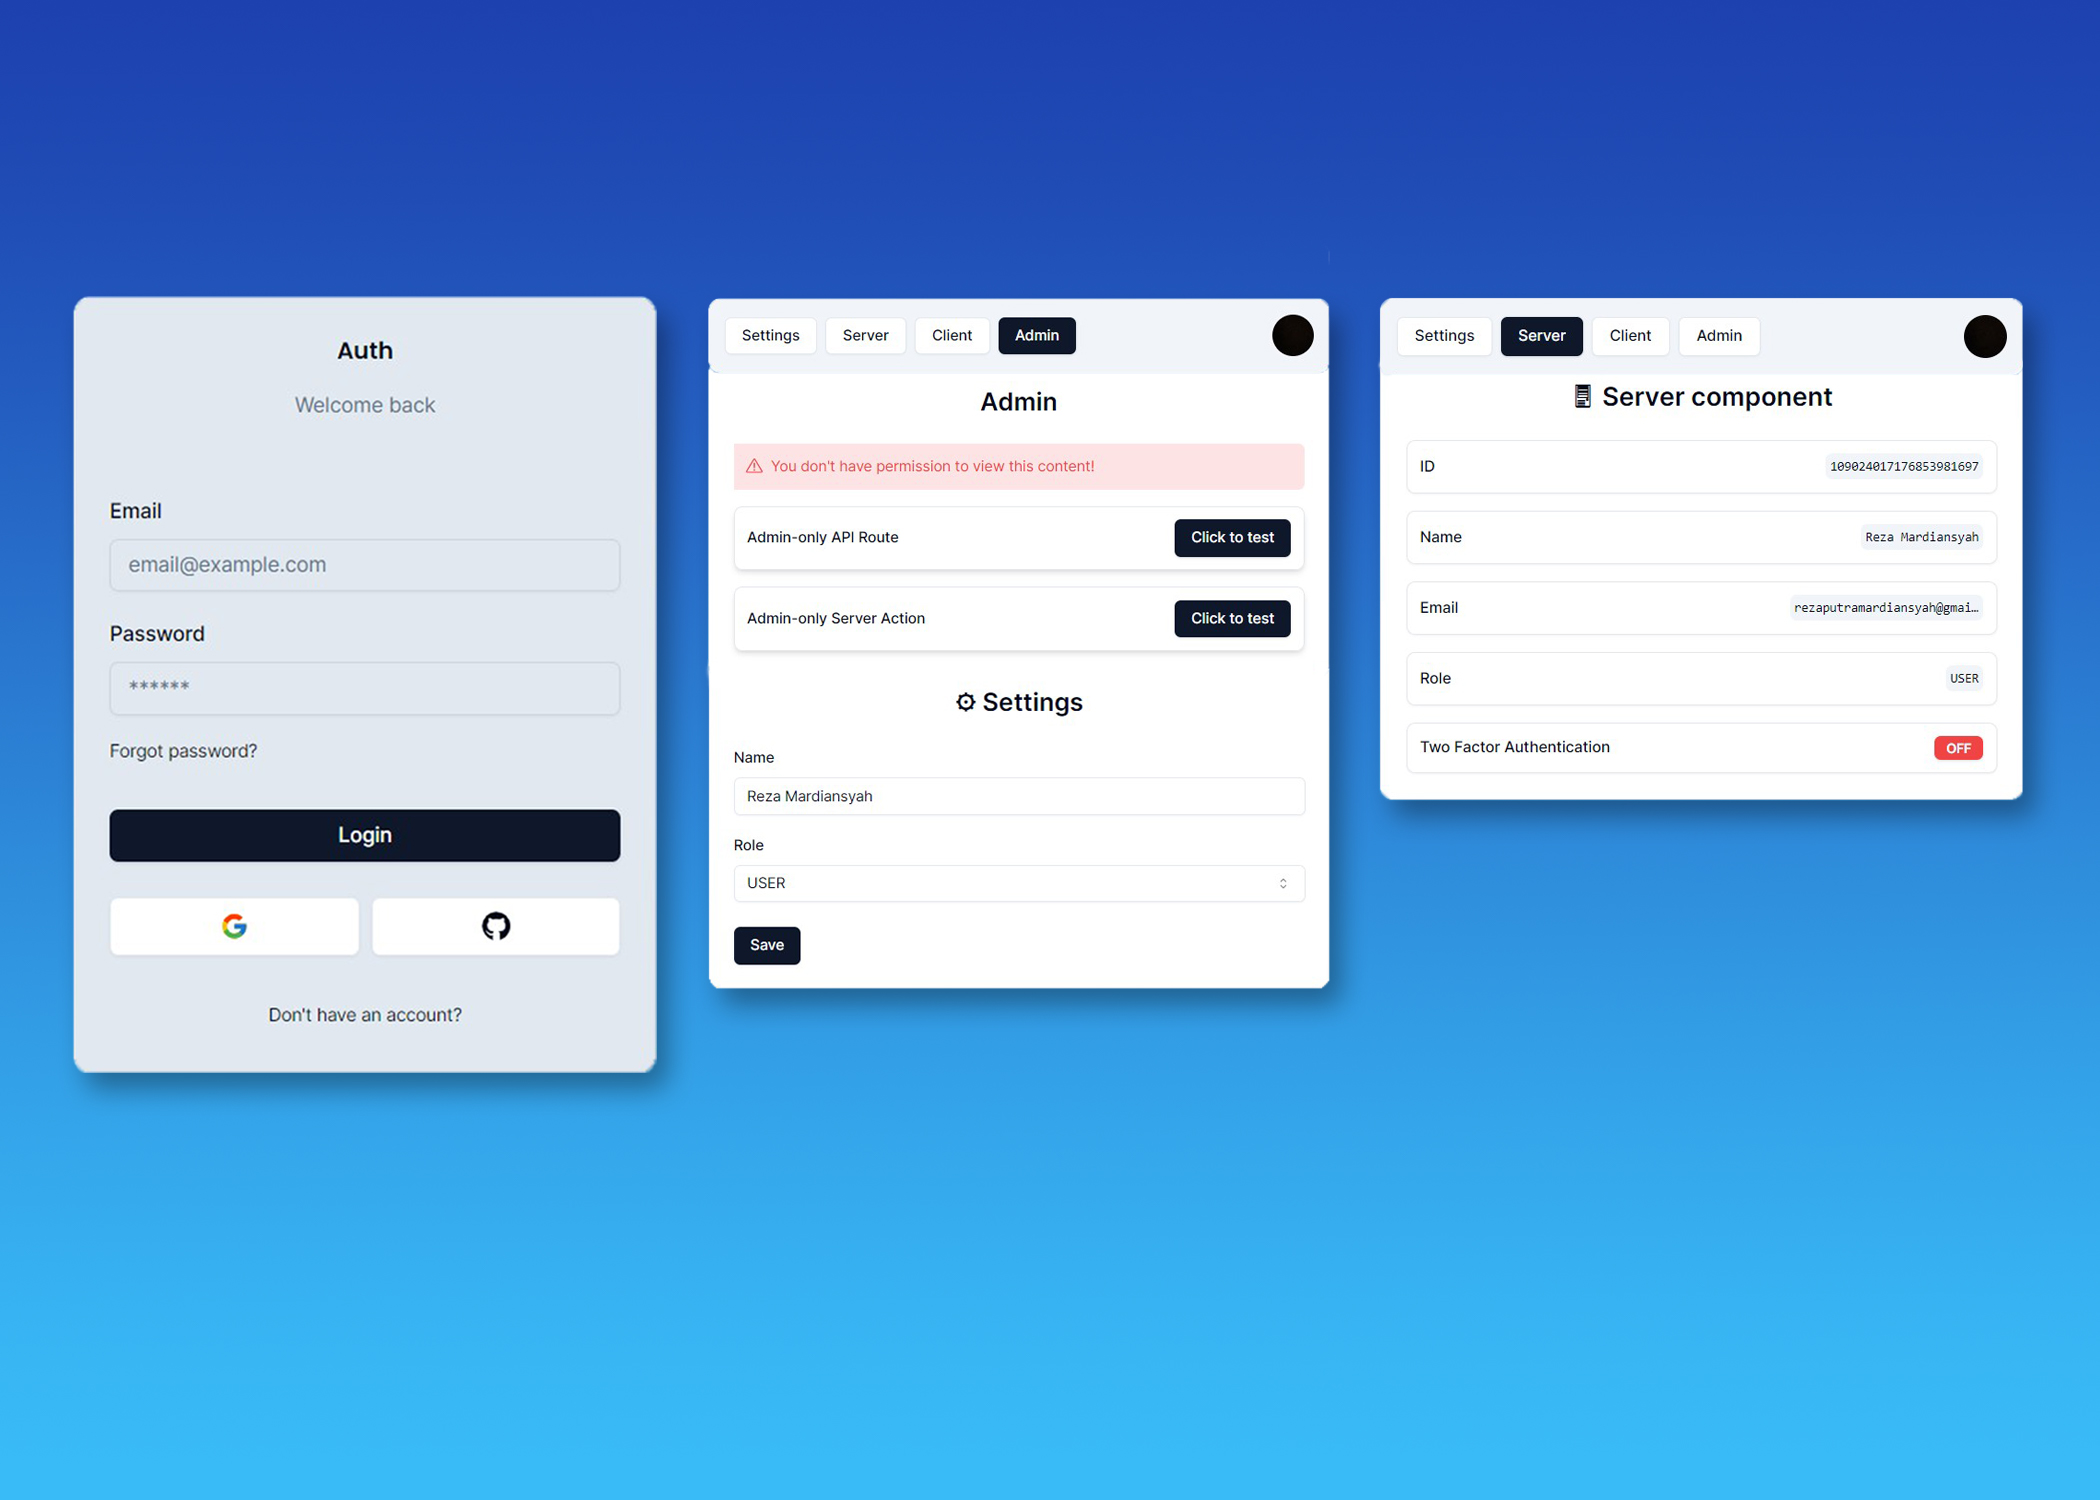 Auth
Welcome back
Email
email@example.com
Password
******
Forgot password?
Login
Don't have an account?
Settings Server Client Admin
Admin
You don't have permission to view this content!
Admin-only API Route Click to test
Admin-only Server Action Click to test
Settings
Name
Reza Mardiansyah
Role
USER
Save
Settings Server Client Admin
Server component
ID 109024017176853981697
Name Reza Mardiansyah
Email rezaputramardiansyah@gmai…
Role USER
Two Factor Authentication OFF